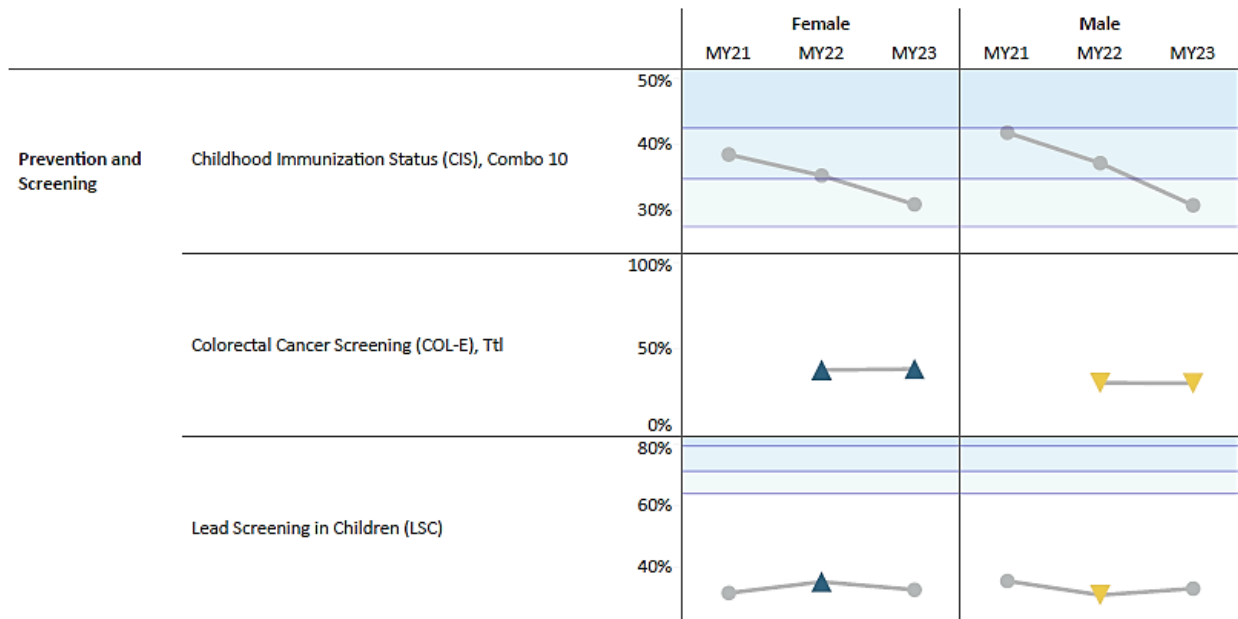 Female Male
MY21 MY22 MY23 MY21 MY22 MY23
Prevention and
Screening
Childhood Immunization Status (CIS), Combo 10
50%
40%
30%
Colorectal Cancer Screening (COL-E), Ttl
100%
50%
0%
Lead Screening in Children (LSC)
80%
60%
40%